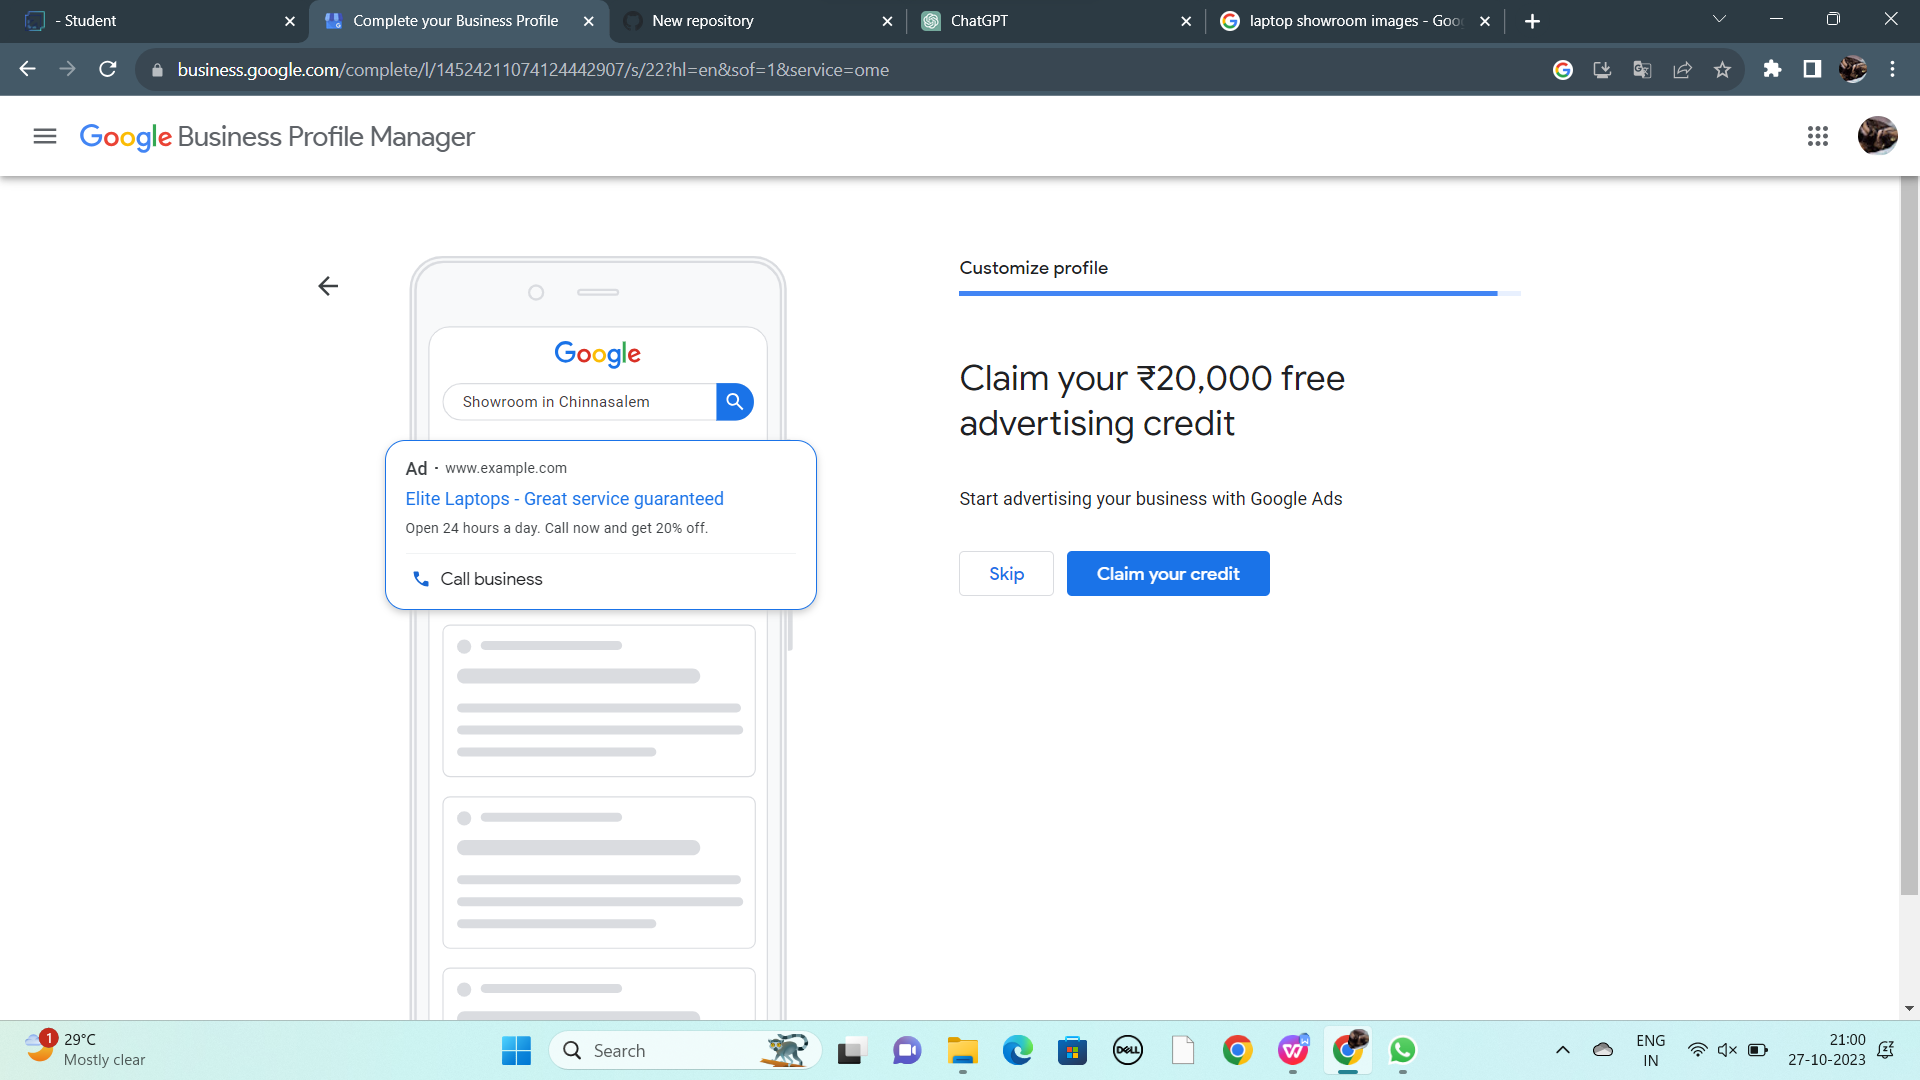 - Student
Complete your Business Profile
New repository
ChatGPT
laptop showroom images - Goo
business.google.com/complete/l/14524211074124442907/s/22?hl=en&sof=1&service=ome
Google Business Profile Manager
Customize profile
Google
Showroom in Chinnasalem
Ad · www.example.com
Elite Laptops - Great service guaranteed
Open 24 hours a day. Call now and get 20% off.
Call business
Claim your ₹20,000 free
advertising credit
Start advertising your business with Google Ads
Skip
Claim your credit
1
29°C
Mostly clear
Search
DELL
ENG
IN
21:00
27-10-2023